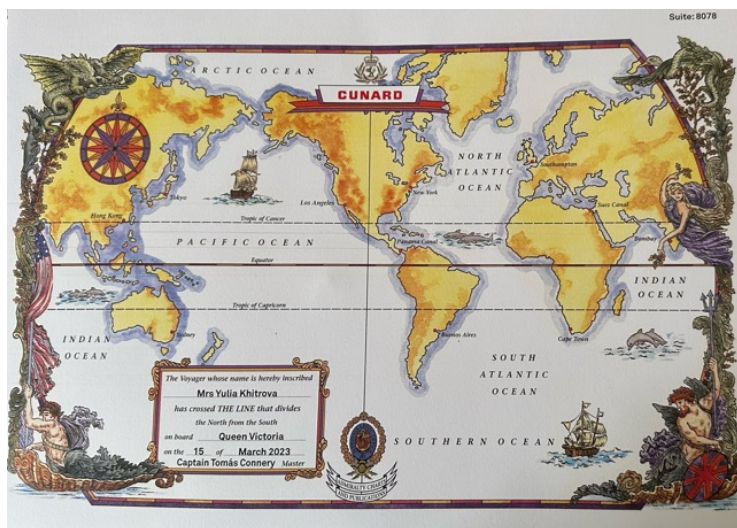 Suite: 8078
ARCTIC OCEAN
CUNARD
NORTH
ATLANTIC
OCEAN
Southampton
New York
Tokyo
Los Angeles
Suez Canal
Hong Kong
Tropic of Cancer
Bombay
PACIFIC OCEAN
Panama Canal
Equator
INDIAN
OCEAN
Tropic of Capricorn
Sydney
Buenos Aires
Cape Town
INDIAN
OCEAN
SOUTH
ATLANTIC
OCEAN
The Voyager whose name is hereby inscribed
Mrs Yulia Khitrova
has crossed THE LINE that divides
the North from the South
on board Queen Victoria
on the 15 of March 2023
Captain Tomás Connery Master
SOUTHERN OCEAN
ADMIRALTY CHARTS
AND PUBLICATIONS